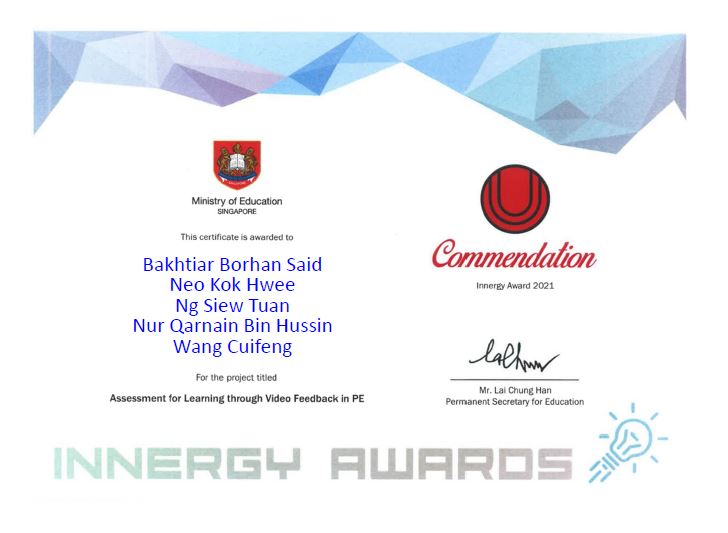 Ministry of Education
SINGAPORE
This certificate is awarded to
Bakhtiar Borhan Said
Neo Kok Hwee
Ng Siew Tuan
Nur Qarnain Bin Hussin
Wang Cuifeng
For the project titled
Assessment for Learning through Video Feedback in PE
Commendation
Innergy Award 2021
Mr. Lai Chung Han
Permanent Secretary for Education
INNERGY AWARDS